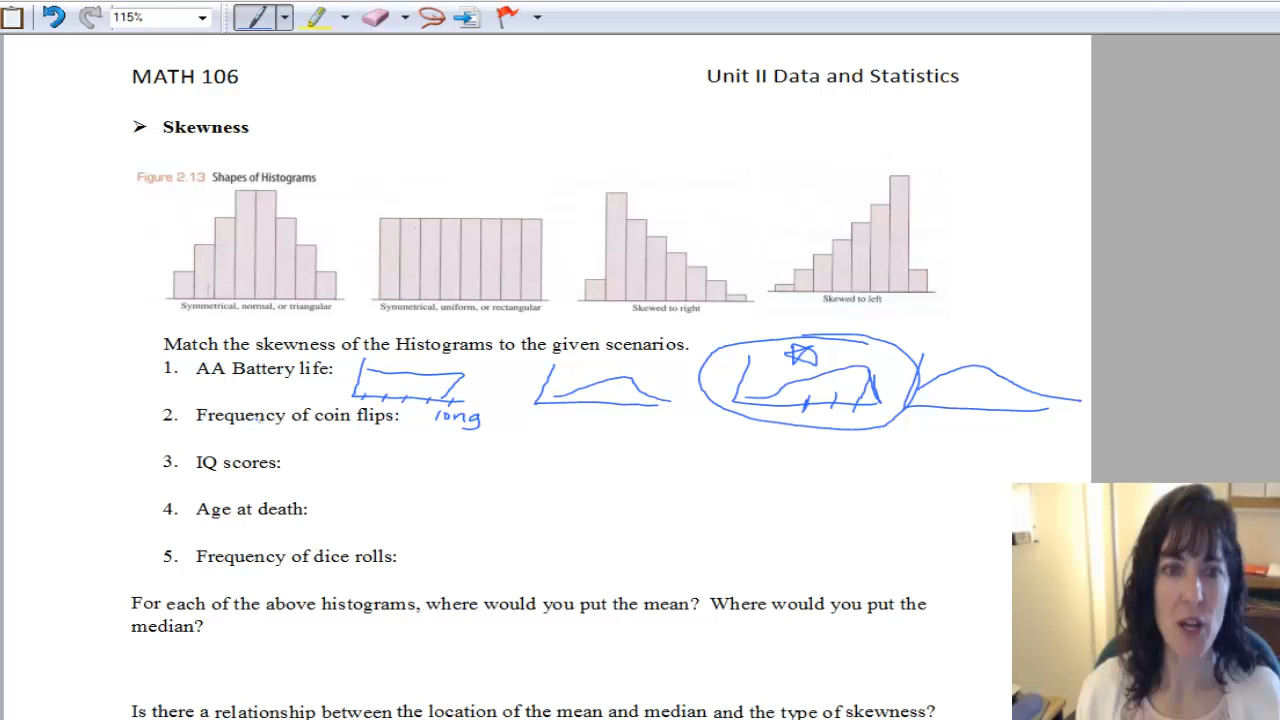 115%
MATH 106 Unit II Data and Statistics
➢ Skewness
Figure 2.13 Shapes of Histograms
Symmetrical, normal, or triangular Symmetrical, uniform, or rectangular Skewed to right Skewed to left
Match the skewness of the Histograms to the given scenarios.
1. AA Battery life:
2. Frequency of coin flips: long
3. IQ scores:
4. Age at death:
5. Frequency of dice rolls:
For each of the above histograms, where would you put the mean? Where would you put the
median?
Is there a relationship between the location of the mean and median and the type of skewness?